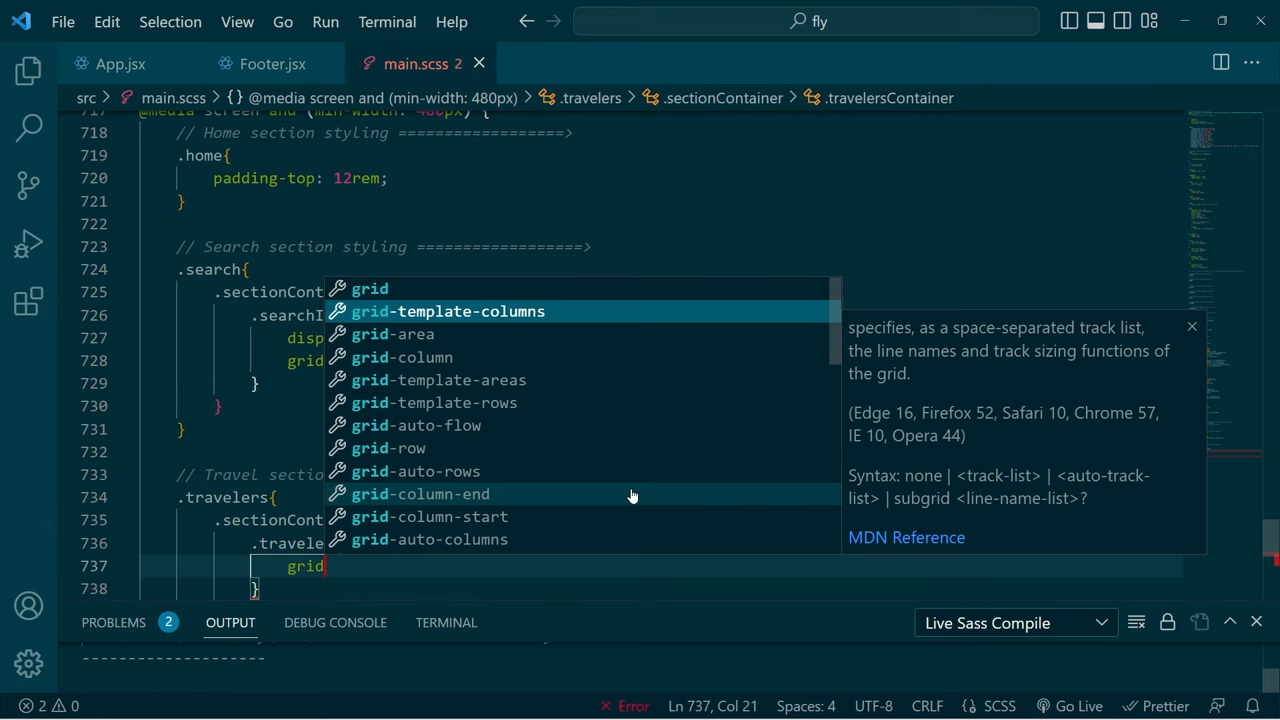 File Edit Selection View Go Run Terminal Help fly
App.jsx Footer.jsx main.scss 2
src > main.scss > {} @media screen and (min-width: 480px) > .travelers > .sectionContainer > .travelersContainer
717 @media screen and (min-width: 480px) {
718 // Home section styling ==================>
719 .home{
720 padding-top: 12rem;
721 }
722
723 // Search section styling ==================>
724 .search{
725 .sectionCont
726 .searchI
727 disp
728 grid
729 }
730 }
731 }
732
733 // Travel sectio
734 .travelers{
735 .sectionCont
736 .travele
737 grid
738 }
grid
grid-template-columns
grid-area
grid-column
grid-template-areas
grid-template-rows
grid-auto-flow
grid-row
grid-auto-rows
grid-column-end
grid-column-start
grid-auto-columns
specifies, as a space-separated track list,
the line names and track sizing functions of
the grid.
(Edge 16, Firefox 52, Safari 10, Chrome 57,
IE 10, Opera 44)
Syntax: none | <track-list> | <auto-track-
list> | subgrid <line-name-list>?
MDN Reference
PROBLEMS 2 OUTPUT DEBUG CONSOLE TERMINAL Live Sass Compile
--------------------
2 0 Error Ln 737, Col 21 Spaces: 4 UTF-8 CRLF {} SCSS Go Live Prettier